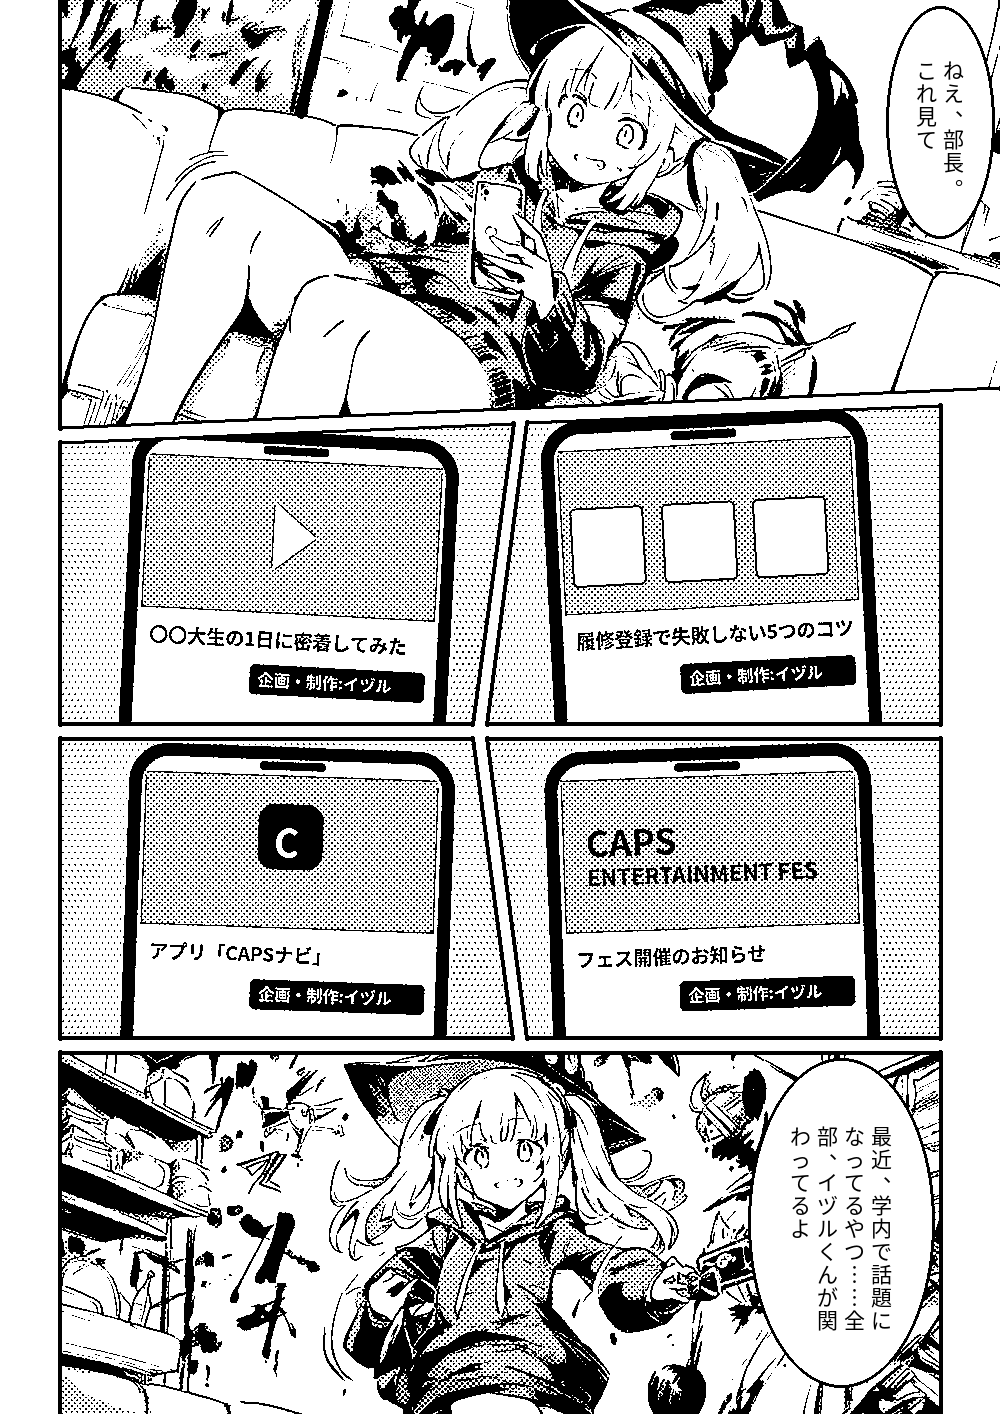 ねえ、部長。
これ見て
履修登録で失敗しない5つのコツ
企画・制作:イヅル
〇〇大生の1日に密着してみた
企画・制作:イヅル
CAPS
ENTERTAINMENT FES
フェス開催のお知らせ
企画・制作:イヅル
C
アプリ「CAPSナビ」
企画・制作:イヅル
最近、学内で話題に
なってるやつ……全
部、イヅルくんが関
わってるよ